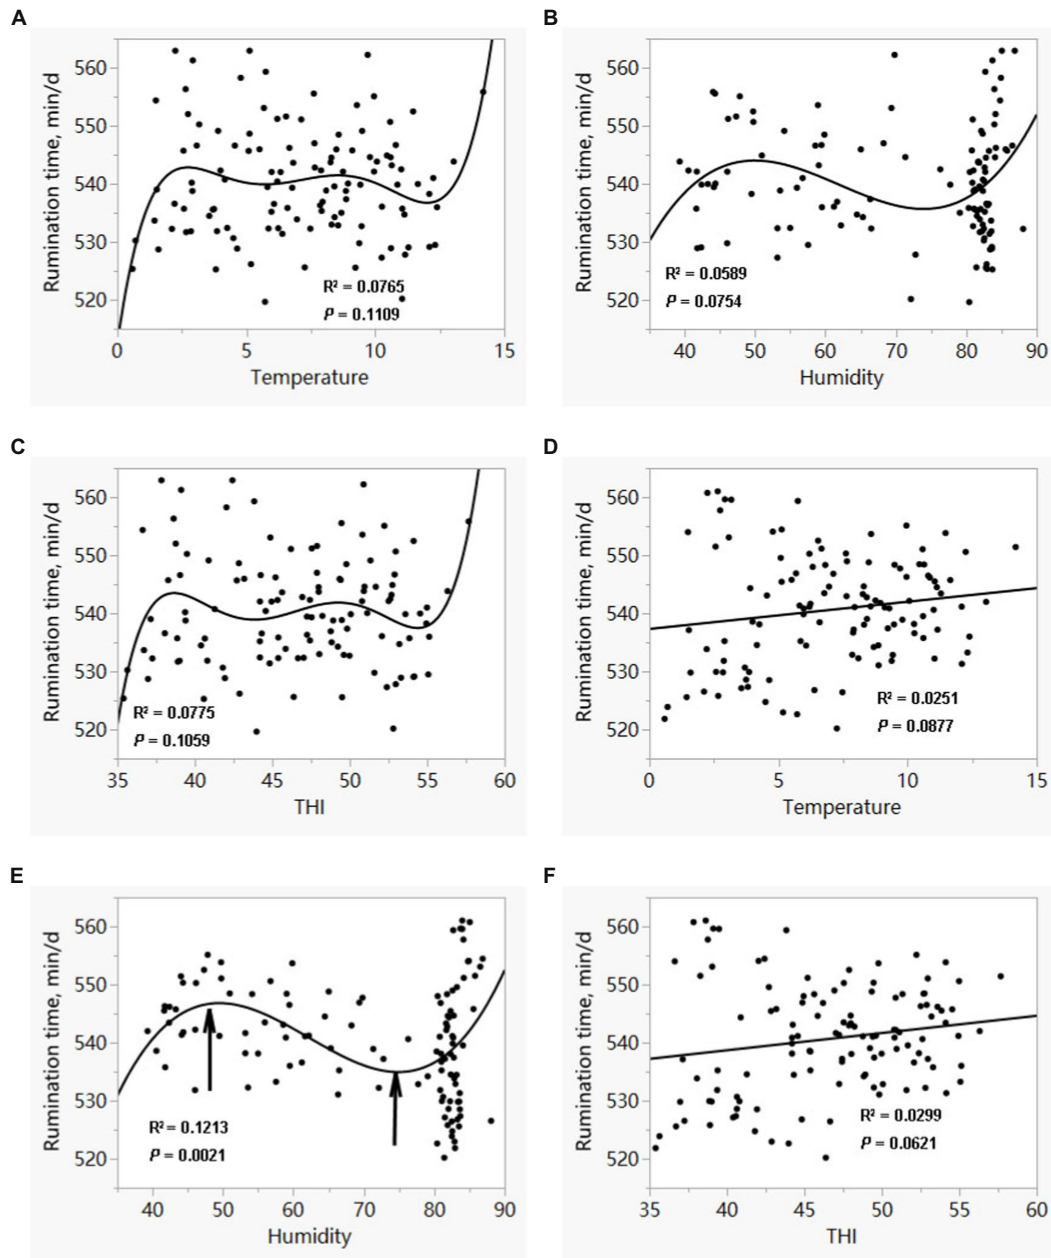 A
B
Rumination time, min/d
560
550
540
530
520
R² = 0.0765
P = 0.1109
0 5 10 15
Temperature
Rumination time, min/d
560
550
540
530
520
R² = 0.0589
P = 0.0754
40 50 60 70 80 90
Humidity
C
D
Rumination time, min/d
560
550
540
530
520
R² = 0.0775
P = 0.1059
35 40 45 50 55 60
THI
Rumination time, min/d
560
550
540
530
520
R² = 0.0251
P = 0.0877
0 5 10 15
Temperature
E
F
Rumination time, min/d
560
550
540
530
520
R² = 0.1213
P = 0.0021
40 50 60 70 80 90
Humidity
Rumination time, min/d
560
550
540
530
520
R² = 0.0299
P = 0.0621
35 40 45 50 55 60
THI